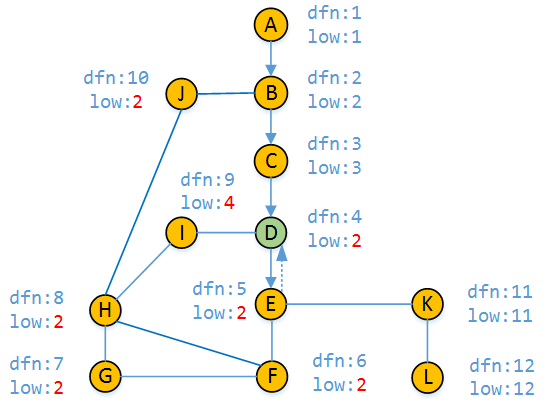 A
dfn:1
low:1
dfn:10
low:2
J
B
dfn:2
low:2
C
dfn:3
low:3
dfn:9
low:4
I
D
dfn:4
low:2
dfn:5
low:2
E
K
dfn:11
low:11
dfn:8
low:2
H
dfn:7
low:2
G
F
dfn:6
low:2
L
dfn:12
low:12